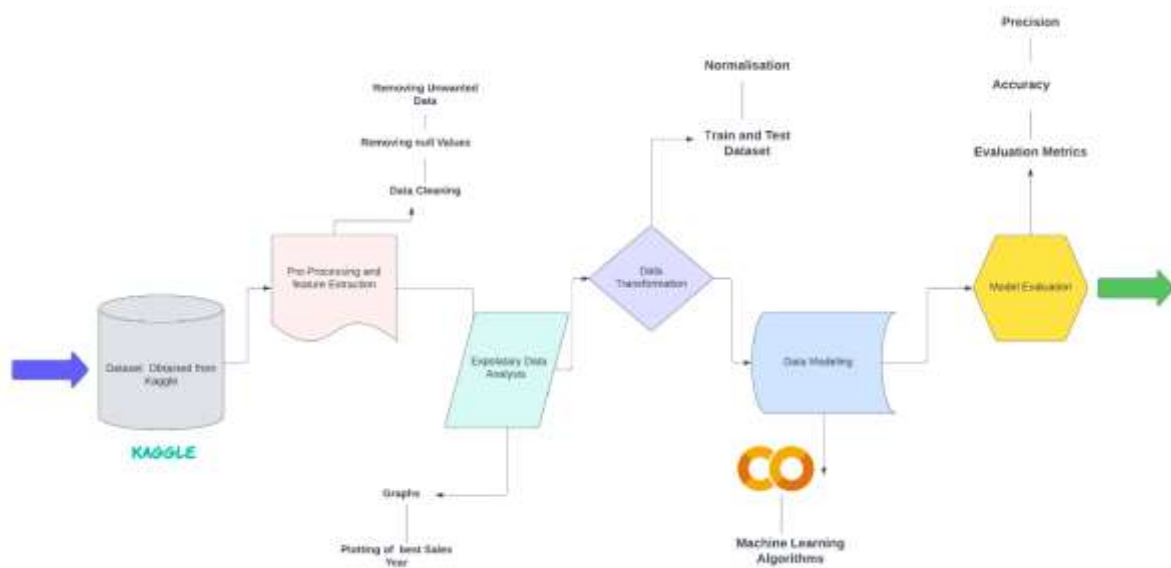 Precision
Normalisation
Accuracy
Removing Unwanted
Data
Train and Test
Dataset
Removing null Values
Evaluation Metrics
Data Cleaning
Pre-Processing and
feature Extraction
Data
Transformation
Model Evaluation
Dataset: Obtained from
Kaggle
Exploratary Data
Analysis
Data Modeling
KAGGLE
Graphs
Plotting of best Sales
Year
Machine Learning
Algorithms